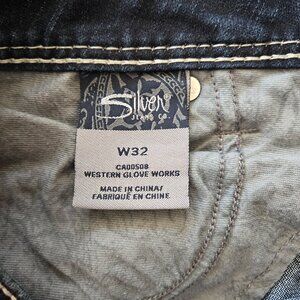 Silver
JEANS CO.
W32
CA00508
WESTERN GLOVE WORKS
MADE IN CHINA/
FABRIQUÉ EN CHINE